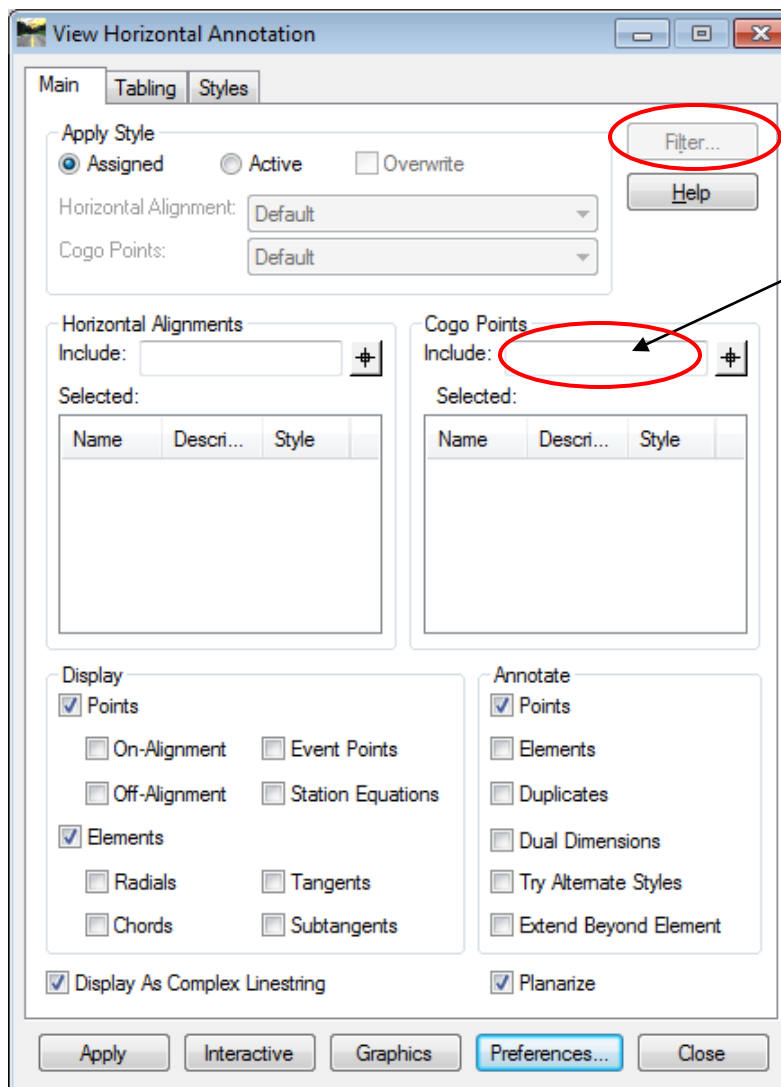 View Horizontal Annotation
Main Tabling Styles
Apply Style
Assigned Active Overwrite
Filter...
Help
Horizontal Alignment: Default
Cogo Points: Default
Horizontal Alignments
Include:
Selected:
Name Descri... Style
Cogo Points
Include:
Selected:
Name Descri... Style
Display
Points
On-Alignment Event Points
Off-Alignment Station Equations
Elements
Radials Tangents
Chords Subtangents
Annotate
Points
Elements
Duplicates
Dual Dimensions
Try Alternate Styles
Extend Beyond Element
Display As Complex Linestring
Planarize
Apply Interactive Graphics Preferences... Close